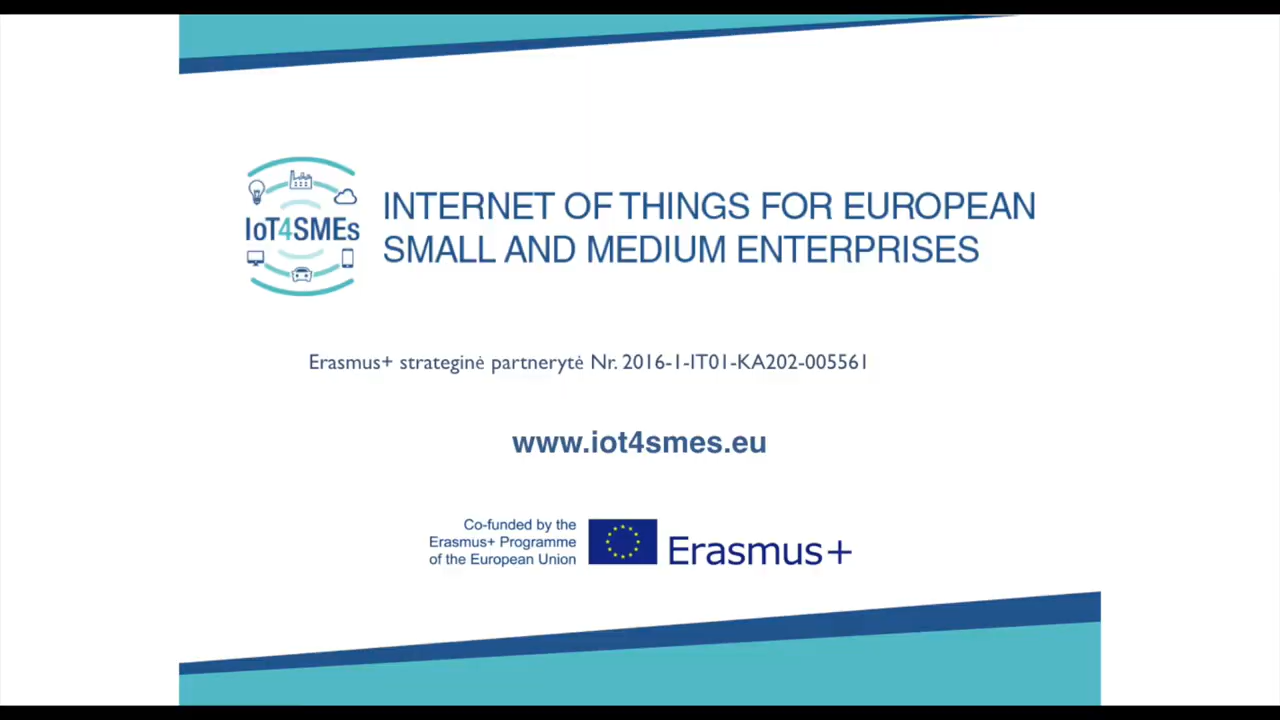 IoT4SMEs
INTERNET OF THINGS FOR EUROPEAN
SMALL AND MEDIUM ENTERPRISES
Erasmus+ strateginė partnerytė Nr. 2016-1-IT01-KA202-005561
www.iot4smes.eu
Co-funded by the
Erasmus+ Programme
of the European Union
Erasmus+